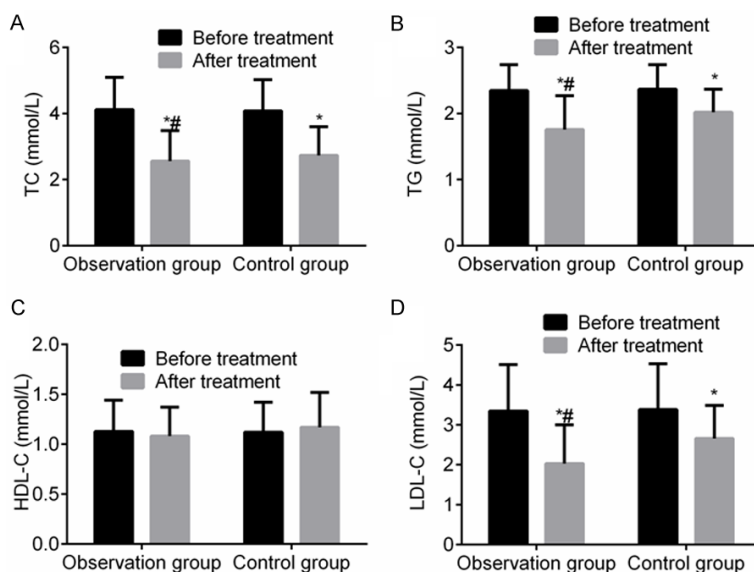 A
Before treatment
After treatment
TC (mmol/L)
6
4
2
0
*#
*
Observation group
Control group
B
Before treatment
After treatment
TG (mmol/L)
3
2
1
0
*#
*
Observation group
Control group
C
Before treatment
After treatment
HDL-C (mmol/L)
2.0
1.5
1.0
0.5
0.0
Observation group
Control group
D
Before treatment
After treatment
LDL-C (mmol/L)
5
4
3
2
1
0
*#
*
Observation group
Control group